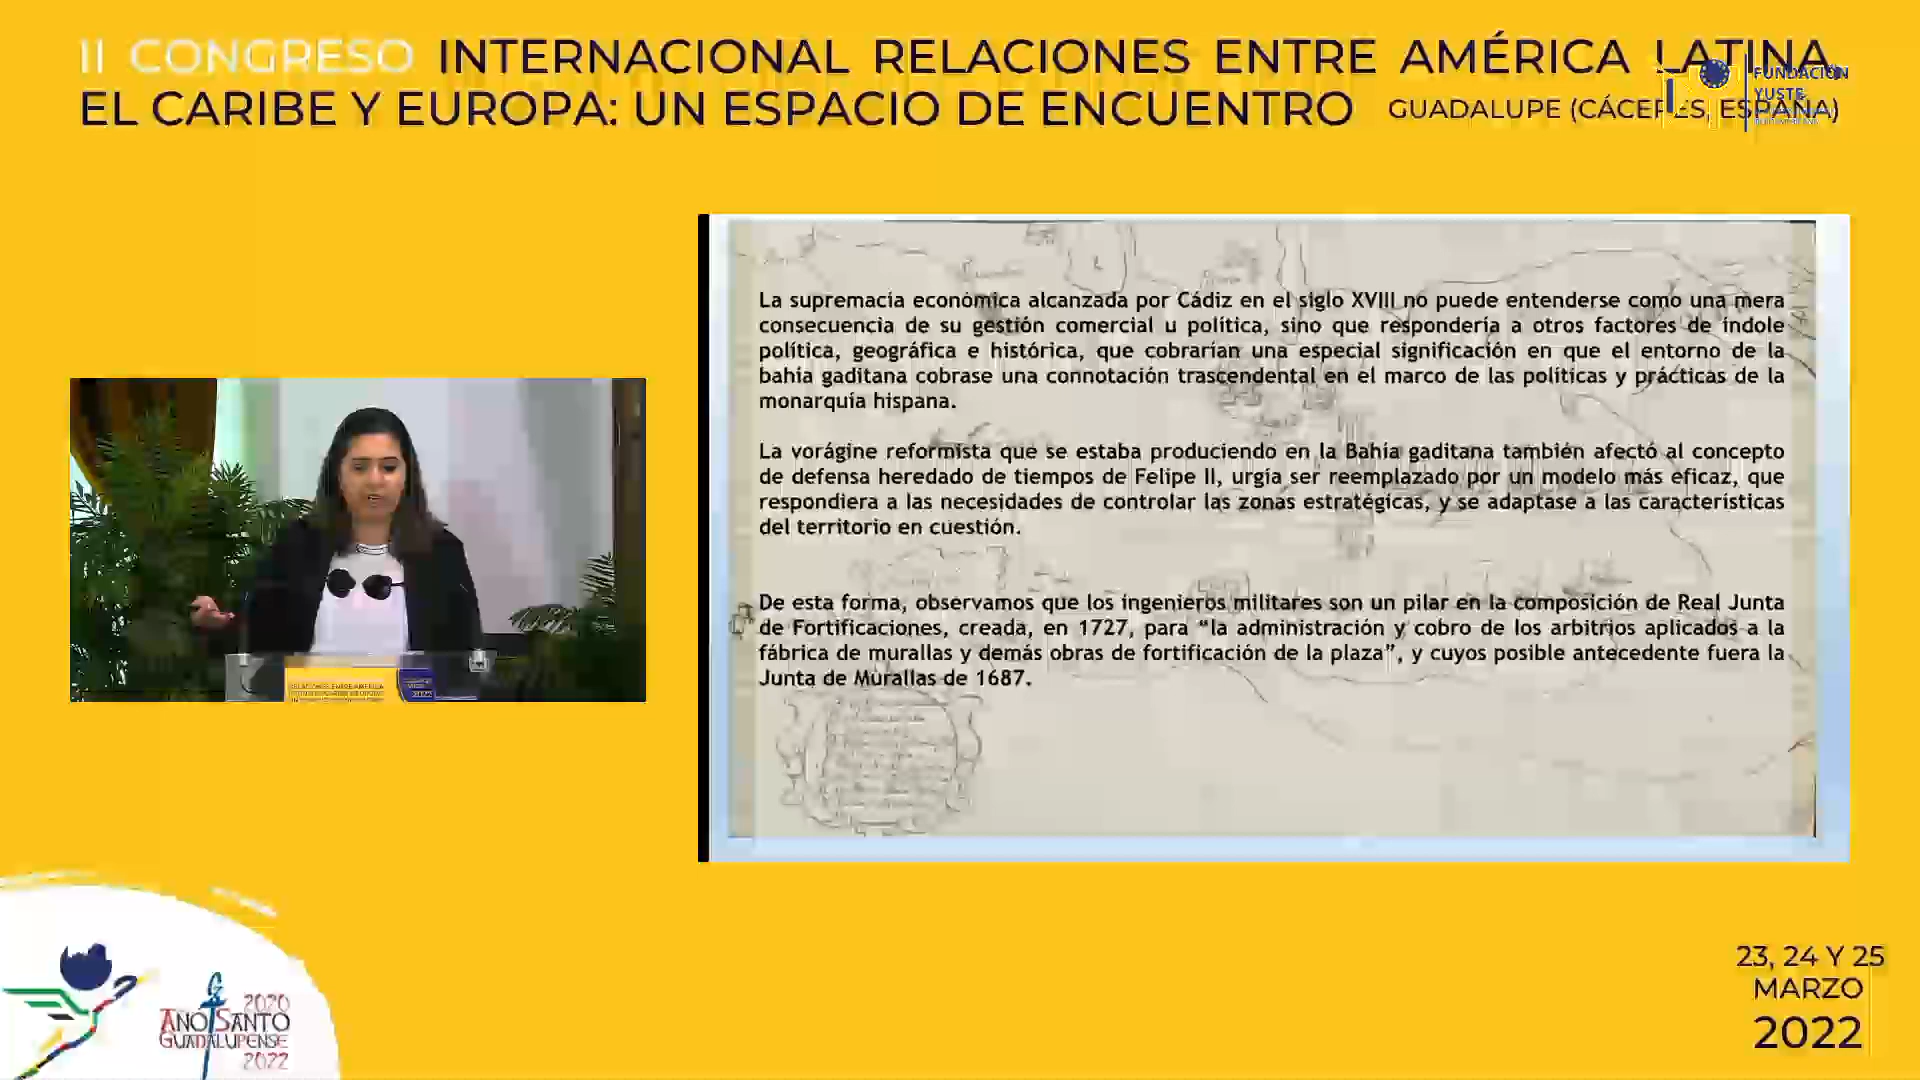 II CONGRESO INTERNACIONAL RELACIONES ENTRE AMÉRICA LATINA,
EL CARIBE Y EUROPA: UN ESPACIO DE ENCUENTRO GUADALUPE (CÁCERES, ESPAÑA)
FUNDACIÓN
YUSTE
La supremacía económica alcanzada por Cádiz en el siglo XVIII no puede entenderse como una mera
consecuencia de su gestión comercial u política, sino que respondería a otros factores de índole
política, geográfica e histórica, que cobrarían una especial significación en que el entorno de la
bahía gaditana cobrase una connotación trascendental en el marco de las políticas y prácticas de la
monarquía hispana.
La vorágine reformista que se estaba produciendo en la Bahía gaditana también afectó al concepto
de defensa heredado de tiempos de Felipe II, urgía ser reemplazado por un modelo más eficaz, que
respondiera a las necesidades de controlar las zonas estratégicas, y se adaptase a las características
del territorio en cuestión.
De esta forma, observamos que los ingenieros militares son un pilar en la composición de Real Junta
de Fortificaciones, creada, en 1727, para “la administración y cobro de los arbitrios aplicados a la
fábrica de murallas y demás obras de fortificación de la plaza”, y cuyos posible antecedente fuera la
Junta de Murallas de 1687.
RELACIONES ENTRE AMÉRICA
2020
AÑO SANTO
GUADALUPENSE
2022
23, 24 Y 25
MARZO
2022